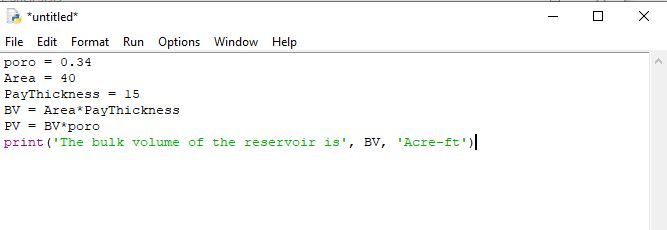 *untitled*
File Edit Format Run Options Window Help
poro = 0.34
Area = 40
PayThickness = 15
BV = Area*PayThickness
PV = BV*poro
print('The bulk volume of the reservoir is', BV, 'Acre-ft')